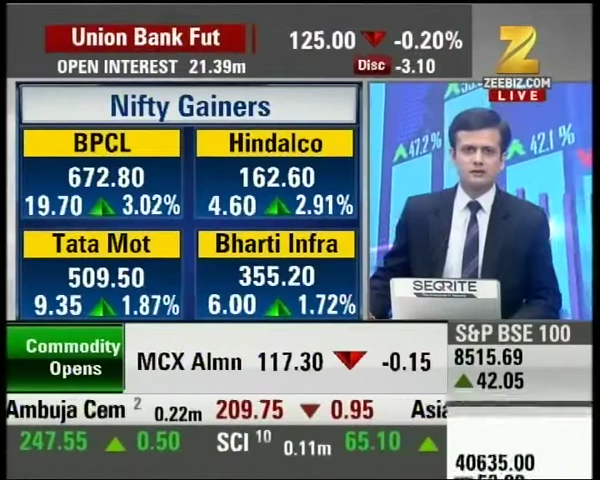 Union Bank Fut 125.00 -0.20%
OPEN INTEREST 21.39m Disc -3.10
ZEEBIZ.COM
LIVE
Nifty Gainers
BPCL
672.80
19.70 3.02%
Hindalco
162.60
4.60 2.91%
Tata Mot
509.50
9.35 1.87%
Bharti Infra
355.20
6.00 1.72%
47.2%
42.1%
SEQRITE
Commodity
Opens
MCX Almn 117.30 -0.15
S&P BSE 100
8515.69
42.05
Ambuja Cem 2 0.22m 209.75 0.95 Asia
247.55 0.50 SCI 10 0.11m 65.10
40635.00